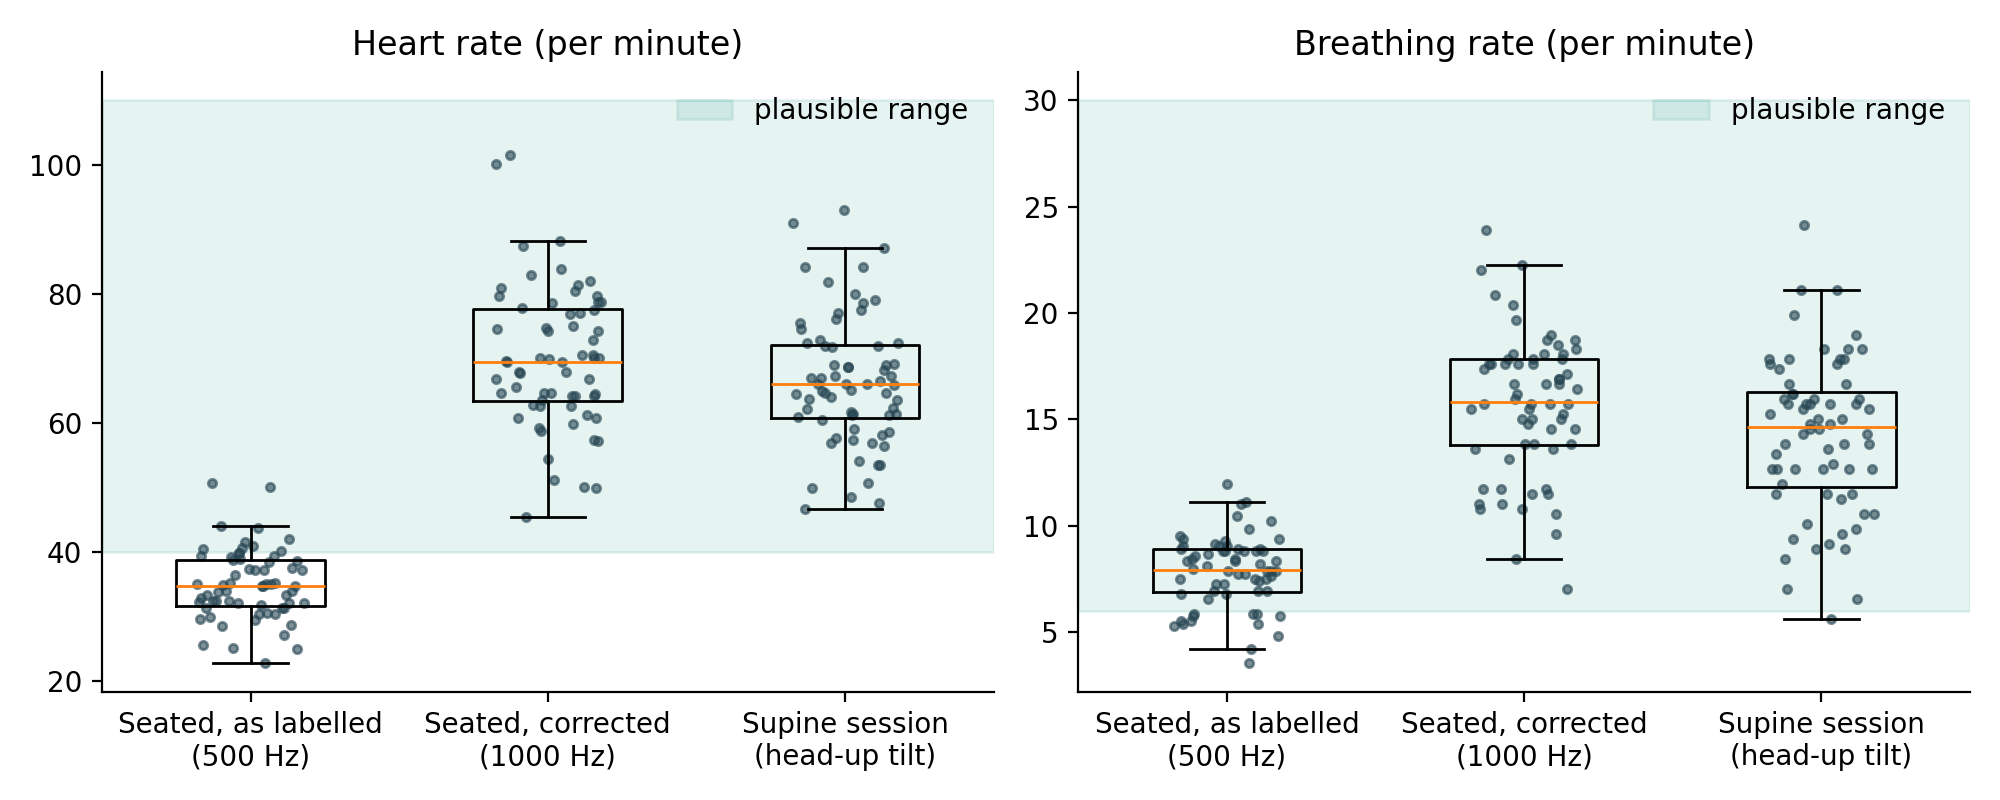 Heart rate (per minute)
plausible range
100
80
60
40
20
Seated, as labelled
(500 Hz)
Seated, corrected
(1000 Hz)
Supine session
(head-up tilt)
Breathing rate (per minute)
plausible range
30
25
20
15
10
5
Seated, as labelled
(500 Hz)
Seated, corrected
(1000 Hz)
Supine session
(head-up tilt)